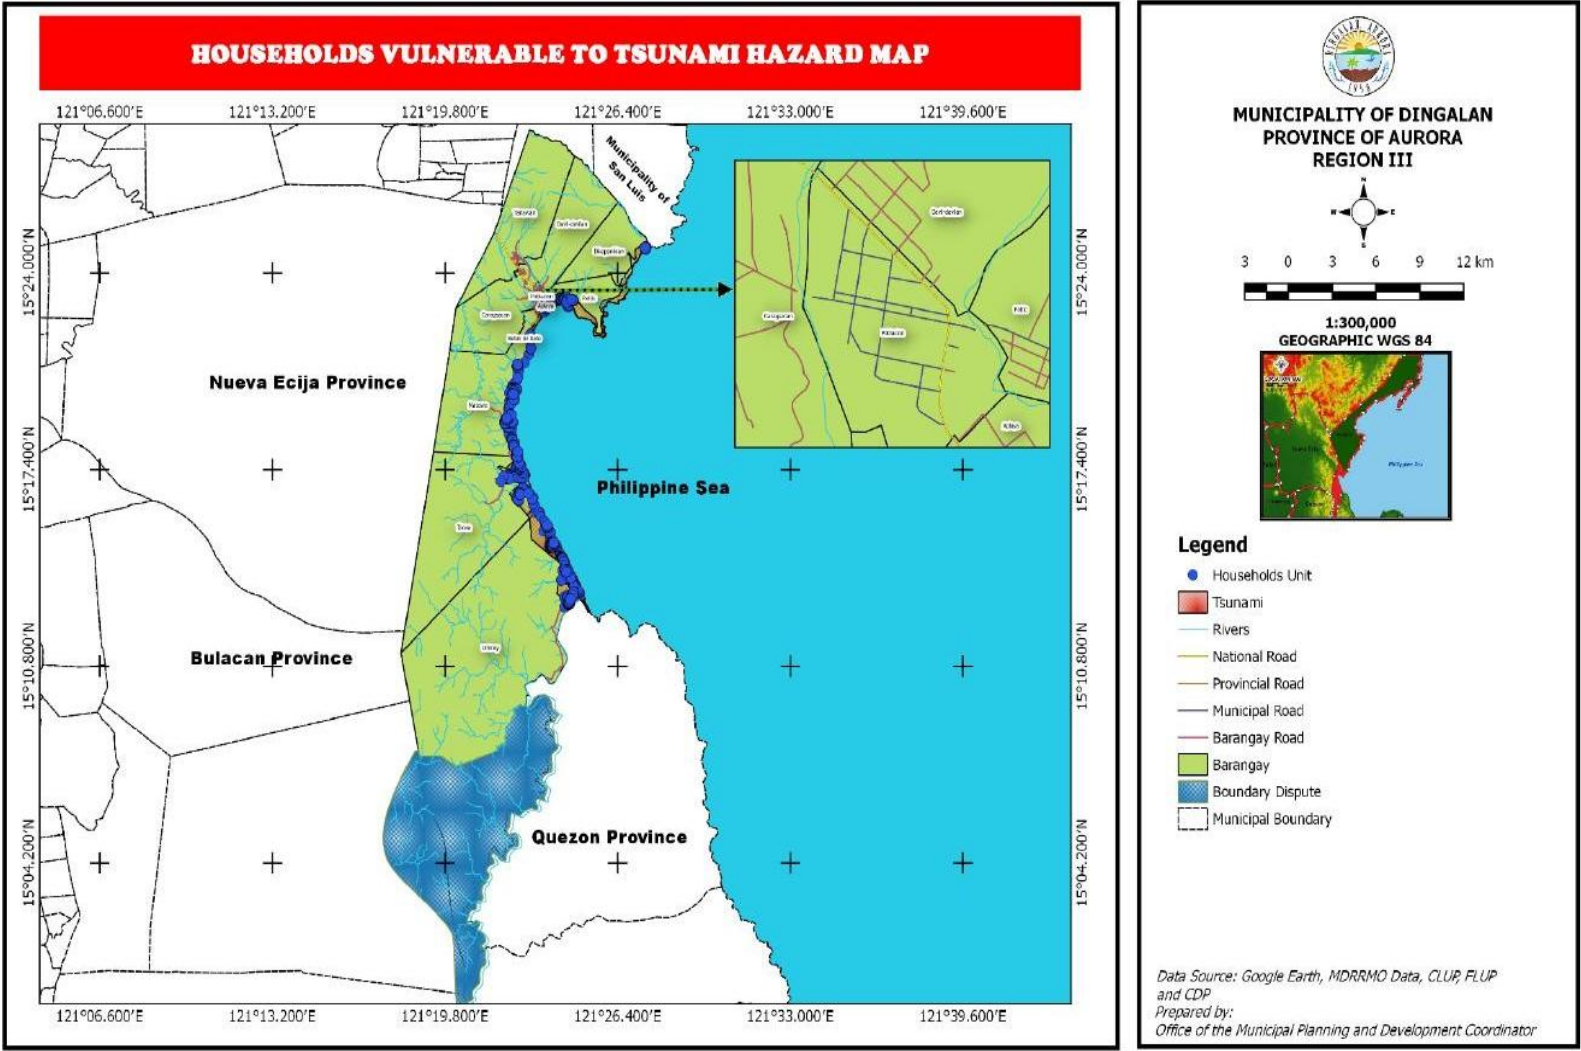 HOUSEHOLDS VULNERABLE TO TSUNAMI HAZARD MAP
121°06.600'E 121°13.200'E 121°19.800'E 121°26.400'E 121°33.000'E 121°39.600'E
15°24.000'N
15°17.400'N
15°10.800'N
15°04.200'N
Municipality of
San Luis
Nueva Ecija Province
Philippine Sea
Bulacan Province
Quezon Province
15°24.000'N
15°17.400'N
15°10.800'N
15°04.200'N
121°06.600'E 121°13.200'E 121°19.800'E 121°26.400'E 121°33.000'E 121°39.600'E
DINGALAN, AURORA
1956
MUNICIPALITY OF DINGALAN
PROVINCE OF AURORA
REGION III
N
W E
S
3 0 3 6 9 12 km
1:300,000
GEOGRAPHIC WGS 84
Philippine Sea
Legend
Households Unit
Tsunami
Rivers
National Road
Provincial Road
Municipal Road
Barangay Road
Barangay
Boundary Dispute
Municipal Boundary
Data Source: Google Earth, MDRRMO Data, CLUP, FLUP
and CDP
Prepared by:
Office of the Municipal Planning and Development Coordinator